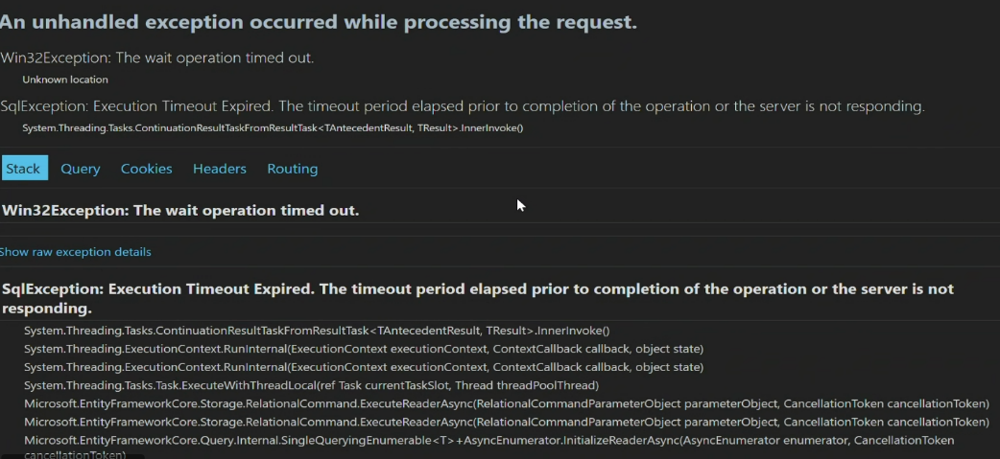 An unhandled exception occurred while processing the request.
Win32Exception: The wait operation timed out.
Unknown location
SqlException: Execution Timeout Expired. The timeout period elapsed prior to completion of the operation or the server is not responding.
System.Threading.Tasks.ContinuationResultTaskFromResultTask<TAntecedentResult, TResult>.InnerInvoke()
Stack Query Cookies Headers Routing
Win32Exception: The wait operation timed out.
Show raw exception details
SqlException: Execution Timeout Expired. The timeout period elapsed prior to completion of the operation or the server is not
responding.
System.Threading.Tasks.ContinuationResultTaskFromResultTask<TAntecedentResult, TResult>.InnerInvoke()
System.Threading.ExecutionContext.RunInternal(ExecutionContext executionContext, ContextCallback callback, object state)
System.Threading.ExecutionContext.RunInternal(ExecutionContext executionContext, ContextCallback callback, object state)
System.Threading.Tasks.Task.ExecuteWithThreadLocal(ref Task currentTaskSlot, Thread threadPoolThread)
Microsoft.EntityFrameworkCore.Storage.RelationalCommand.ExecuteReaderAsync(RelationalCommandParameterObject parameterObject, CancellationToken cancellationToken)
Microsoft.EntityFrameworkCore.Storage.RelationalCommand.ExecuteReaderAsync(RelationalCommandParameterObject parameterObject, CancellationToken cancellationToken)
Microsoft.EntityFrameworkCore.Query.Internal.SingleQueryingEnumerable<T>+AsyncEnumerator.InitializeReaderAsync(AsyncEnumerator enumerator, CancellationToken
cancellationToken)